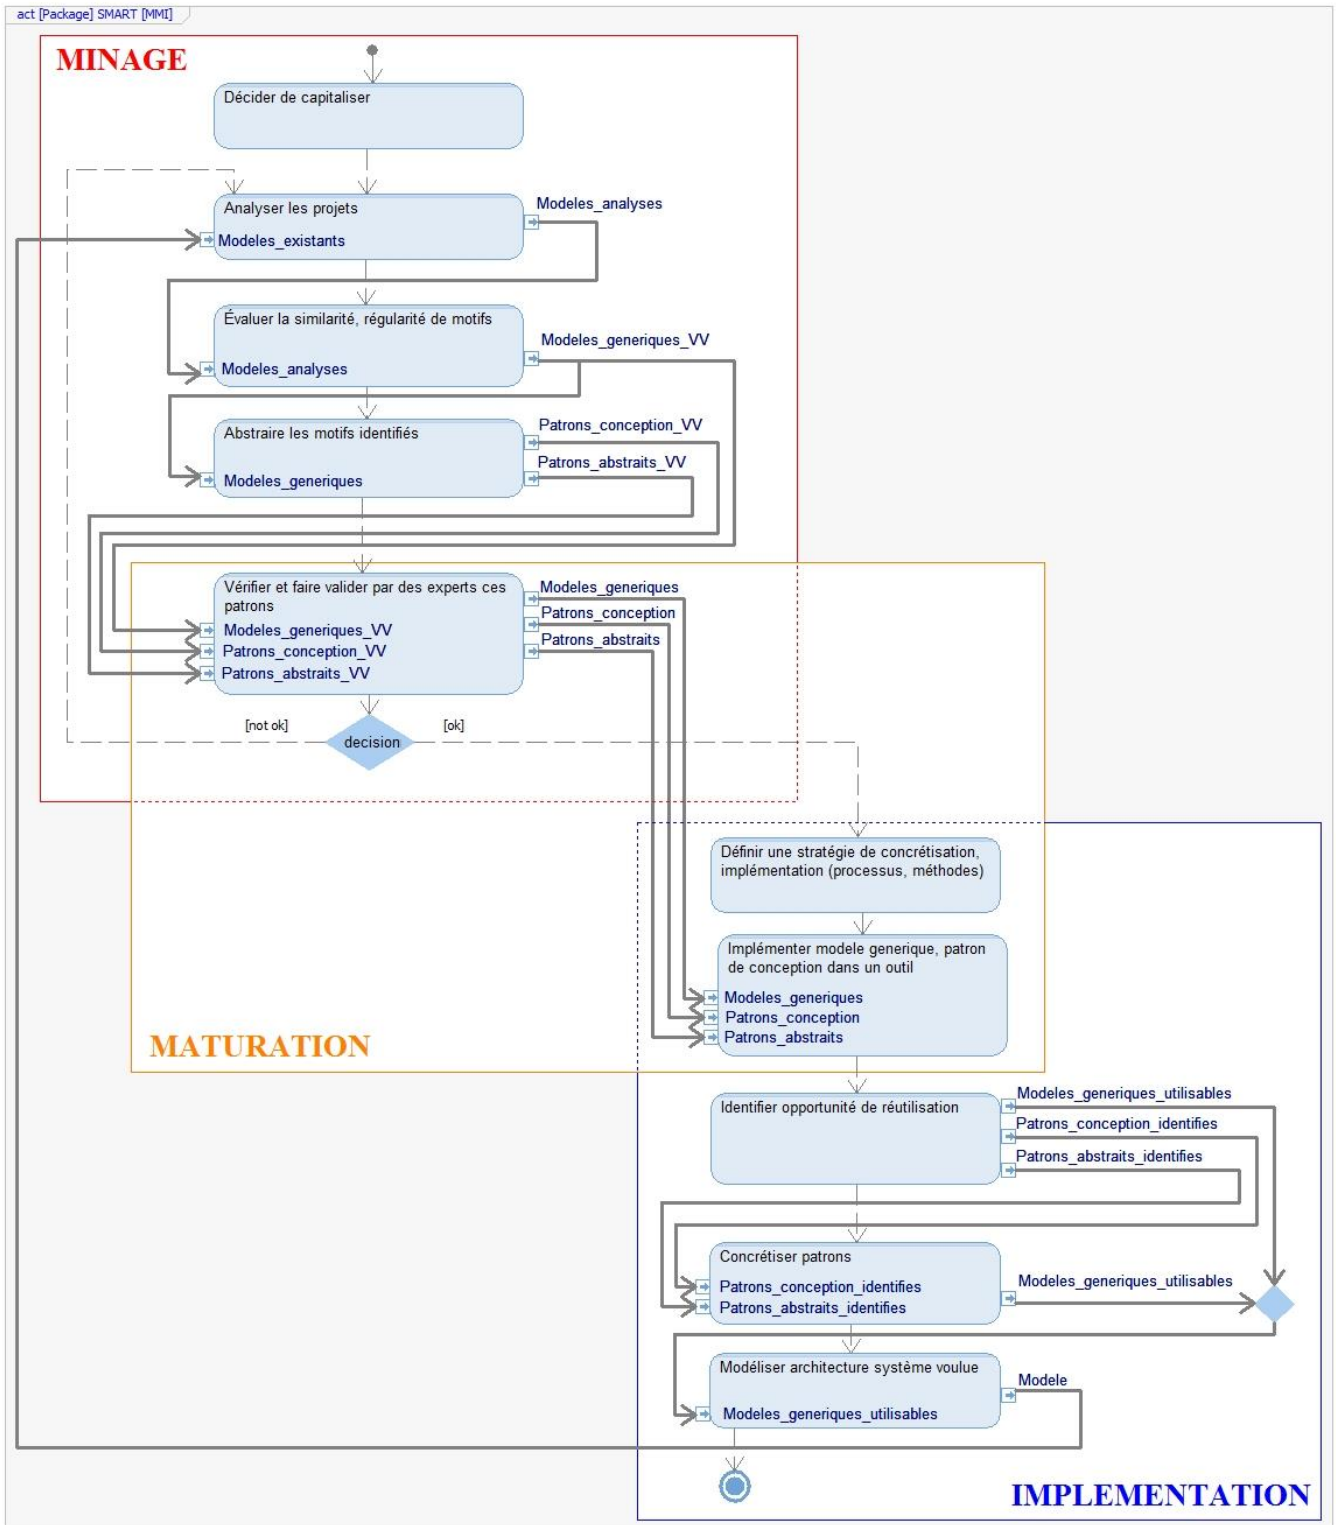 act [Package] SMART [MMI]
MINAGE
Décider de capitaliser
Analyser les projets
Modeles_analyses
Modeles_existants
Évaluer la similarité, régularité de motifs
Modeles_generiques_VV
Modeles_analyses
Abstraire les motifs identifiés
Patrons_conception_VV
Patrons_abstraits_VV
Modeles_generiques
Vérifier et faire valider par des experts ces
patrons
Modeles_generiques
Patrons_conception
Patrons_abstraits
Modeles_generiques_VV
Patrons_conception_VV
Patrons_abstraits_VV
[not ok]
[ok]
decision
Définir une stratégie de concrétisation,
implémentation (processus, méthodes)
Implémenter modele generique, patron
de conception dans un outil
Modeles_generiques
Patrons_conception
Patrons_abstraits
MATURATION
Identifier opportunité de réutilisation
Modeles_generiques_utilisables
Patrons_conception_identifies
Patrons_abstraits_identifies
Concrétiser patrons
Patrons_conception_identifies
Patrons_abstraits_identifies
Modeles_generiques_utilisables
Modéliser architecture système voulue
Modele
Modeles_generiques_utilisables
IMPLEMENTATION